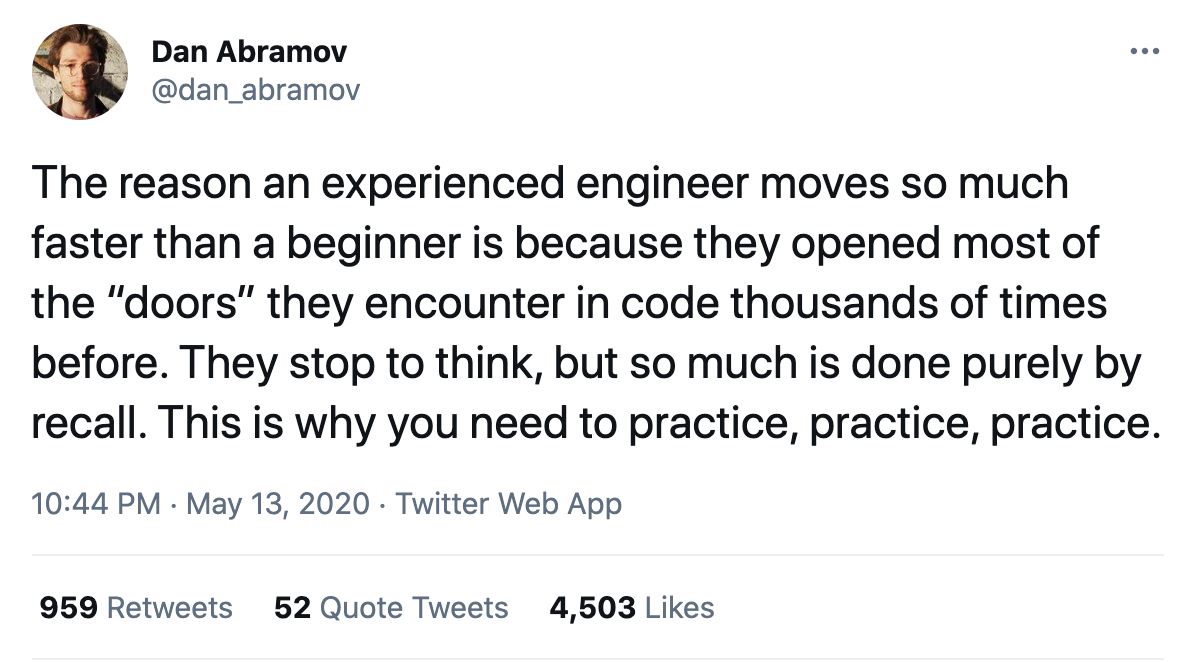 Dan Abramov
@dan_abramov
The reason an experienced engineer moves so much
faster than a beginner is because they opened most of
the “doors” they encounter in code thousands of times
before. They stop to think, but so much is done purely by
recall. This is why you need to practice, practice, practice.
10:44 PM · May 13, 2020 · Twitter Web App
959 Retweets 52 Quote Tweets 4,503 Likes